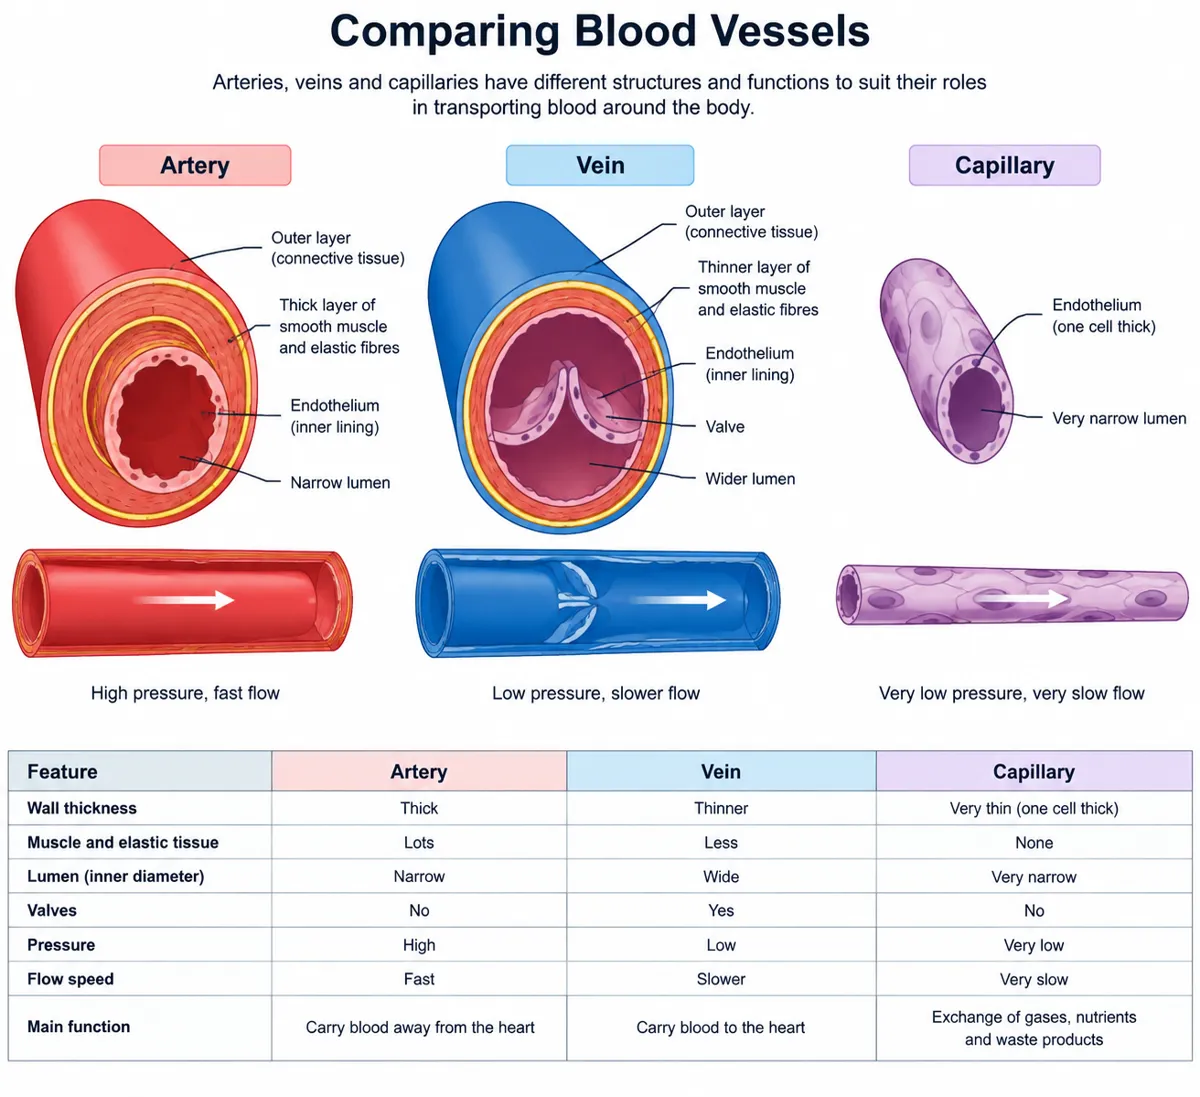 Comparing Blood Vessels
Arteries, veins and capillaries have different structures and functions to suit their roles
in transporting blood around the body.
Artery
Outer layer
(connective tissue)
Thick layer of
smooth muscle
and elastic fibres
Endothelium
(inner lining)
Narrow lumen
High pressure, fast flow
Vein
Outer layer
(connective tissue)
Thinner layer of
smooth muscle
and elastic fibres
Endothelium
(inner lining)
Valve
Wider lumen
Low pressure, slower flow
Capillary
Endothelium
(one cell thick)
Very narrow lumen
Very low pressure, very slow flow
Feature Artery Vein Capillary
Wall thickness Thick Thinner Very thin (one cell thick)
Muscle and elastic tissue Lots Less None
Lumen (inner diameter) Narrow Wide Very narrow
Valves No Yes No
Pressure High Low Very low
Flow speed Fast Slower Very slow
Main function Carry blood away from the heart Carry blood to the heart Exchange of gases, nutrients
and waste products